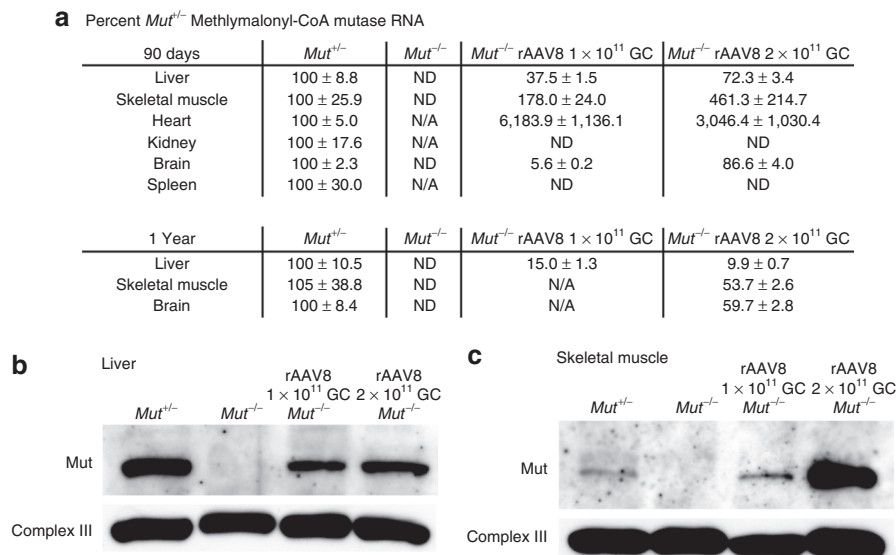 a Percent Mut+/– Methlymalonyl-CoA mutase RNA
90 days Mut+/– Mut–/– Mut–/– rAAV8 1 × 10¹¹ GC Mut–/– rAAV8 2 × 10¹¹ GC
Liver 100 ± 8.8 ND 37.5 ± 1.5 72.3 ± 3.4
Skeletal muscle 100 ± 25.9 ND 178.0 ± 24.0 461.3 ± 214.7
Heart 100 ± 5.0 N/A 6,183.9 ± 1,136.1 3,046.4 ± 1,030.4
Kidney 100 ± 17.6 N/A ND ND
Brain 100 ± 2.3 ND 5.6 ± 0.2 86.6 ± 4.0
Spleen 100 ± 30.0 N/A ND ND
1 Year Mut+/– Mut–/– Mut–/– rAAV8 1 × 10¹¹ GC Mut–/– rAAV8 2 × 10¹¹ GC
Liver 100 ± 10.5 ND 15.0 ± 1.3 9.9 ± 0.7
Skeletal muscle 105 ± 38.8 ND N/A 53.7 ± 2.6
Brain 100 ± 8.4 ND N/A 59.7 ± 2.8
b Liver
rAAV8 rAAV8
1 × 10¹¹ GC 2 × 10¹¹ GC
Mut+/– Mut–/– Mut–/– Mut–/–
Mut
Complex III
c Skeletal muscle
rAAV8 rAAV8
1 × 10¹¹ GC 2 × 10¹¹ GC
Mut+/– Mut–/– Mut–/– Mut–/–
Mut
Complex III